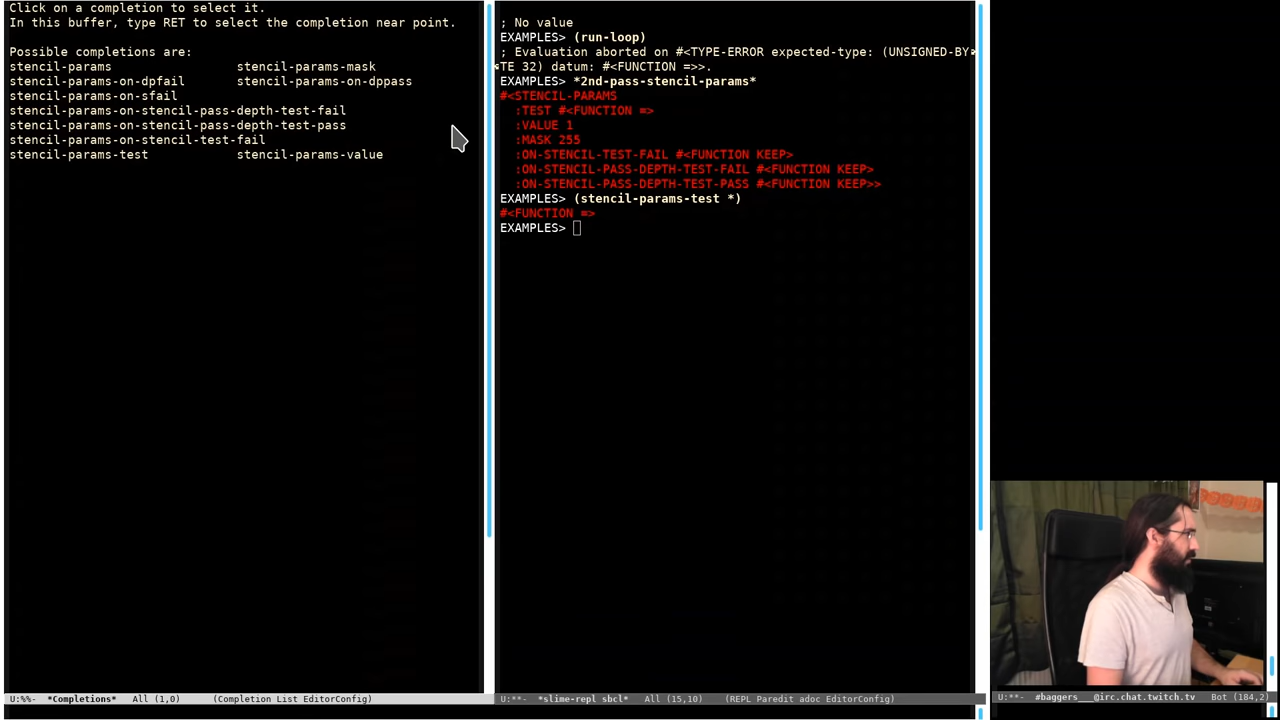 Click on a completion to select it.
In this buffer, type RET to select the completion near point.
Possible completions are:
stencil-params stencil-params-mask
stencil-params-on-dpfail stencil-params-on-dppass
stencil-params-on-sfail
stencil-params-on-stencil-pass-depth-test-fail
stencil-params-on-stencil-pass-depth-test-pass
stencil-params-on-stencil-test-fail
stencil-params-test stencil-params-value
U:%%- *Completions* All (1,0) (Completion List EditorConfig)
; No value
EXAMPLES> (run-loop)
; Evaluation aborted on #<TYPE-ERROR expected-type: (UNSIGNED-BY
TE 32) datum: #<FUNCTION =>>.
EXAMPLES> *2nd-pass-stencil-params*
#<STENCIL-PARAMS
:TEST #<FUNCTION =>
:VALUE 1
:MASK 255
:ON-STENCIL-TEST-FAIL #<FUNCTION KEEP>
:ON-STENCIL-PASS-DEPTH-TEST-FAIL #<FUNCTION KEEP>
:ON-STENCIL-PASS-DEPTH-TEST-PASS #<FUNCTION KEEP>>
EXAMPLES> (stencil-params-test *)
#<FUNCTION =>
EXAMPLES>
U:**- *slime-repl sbcl* All (15,10) (REPL Paredit adoc EditorConfig)
U:**- #baggers___@irc.chat.twitch.tv Bot (184,2)